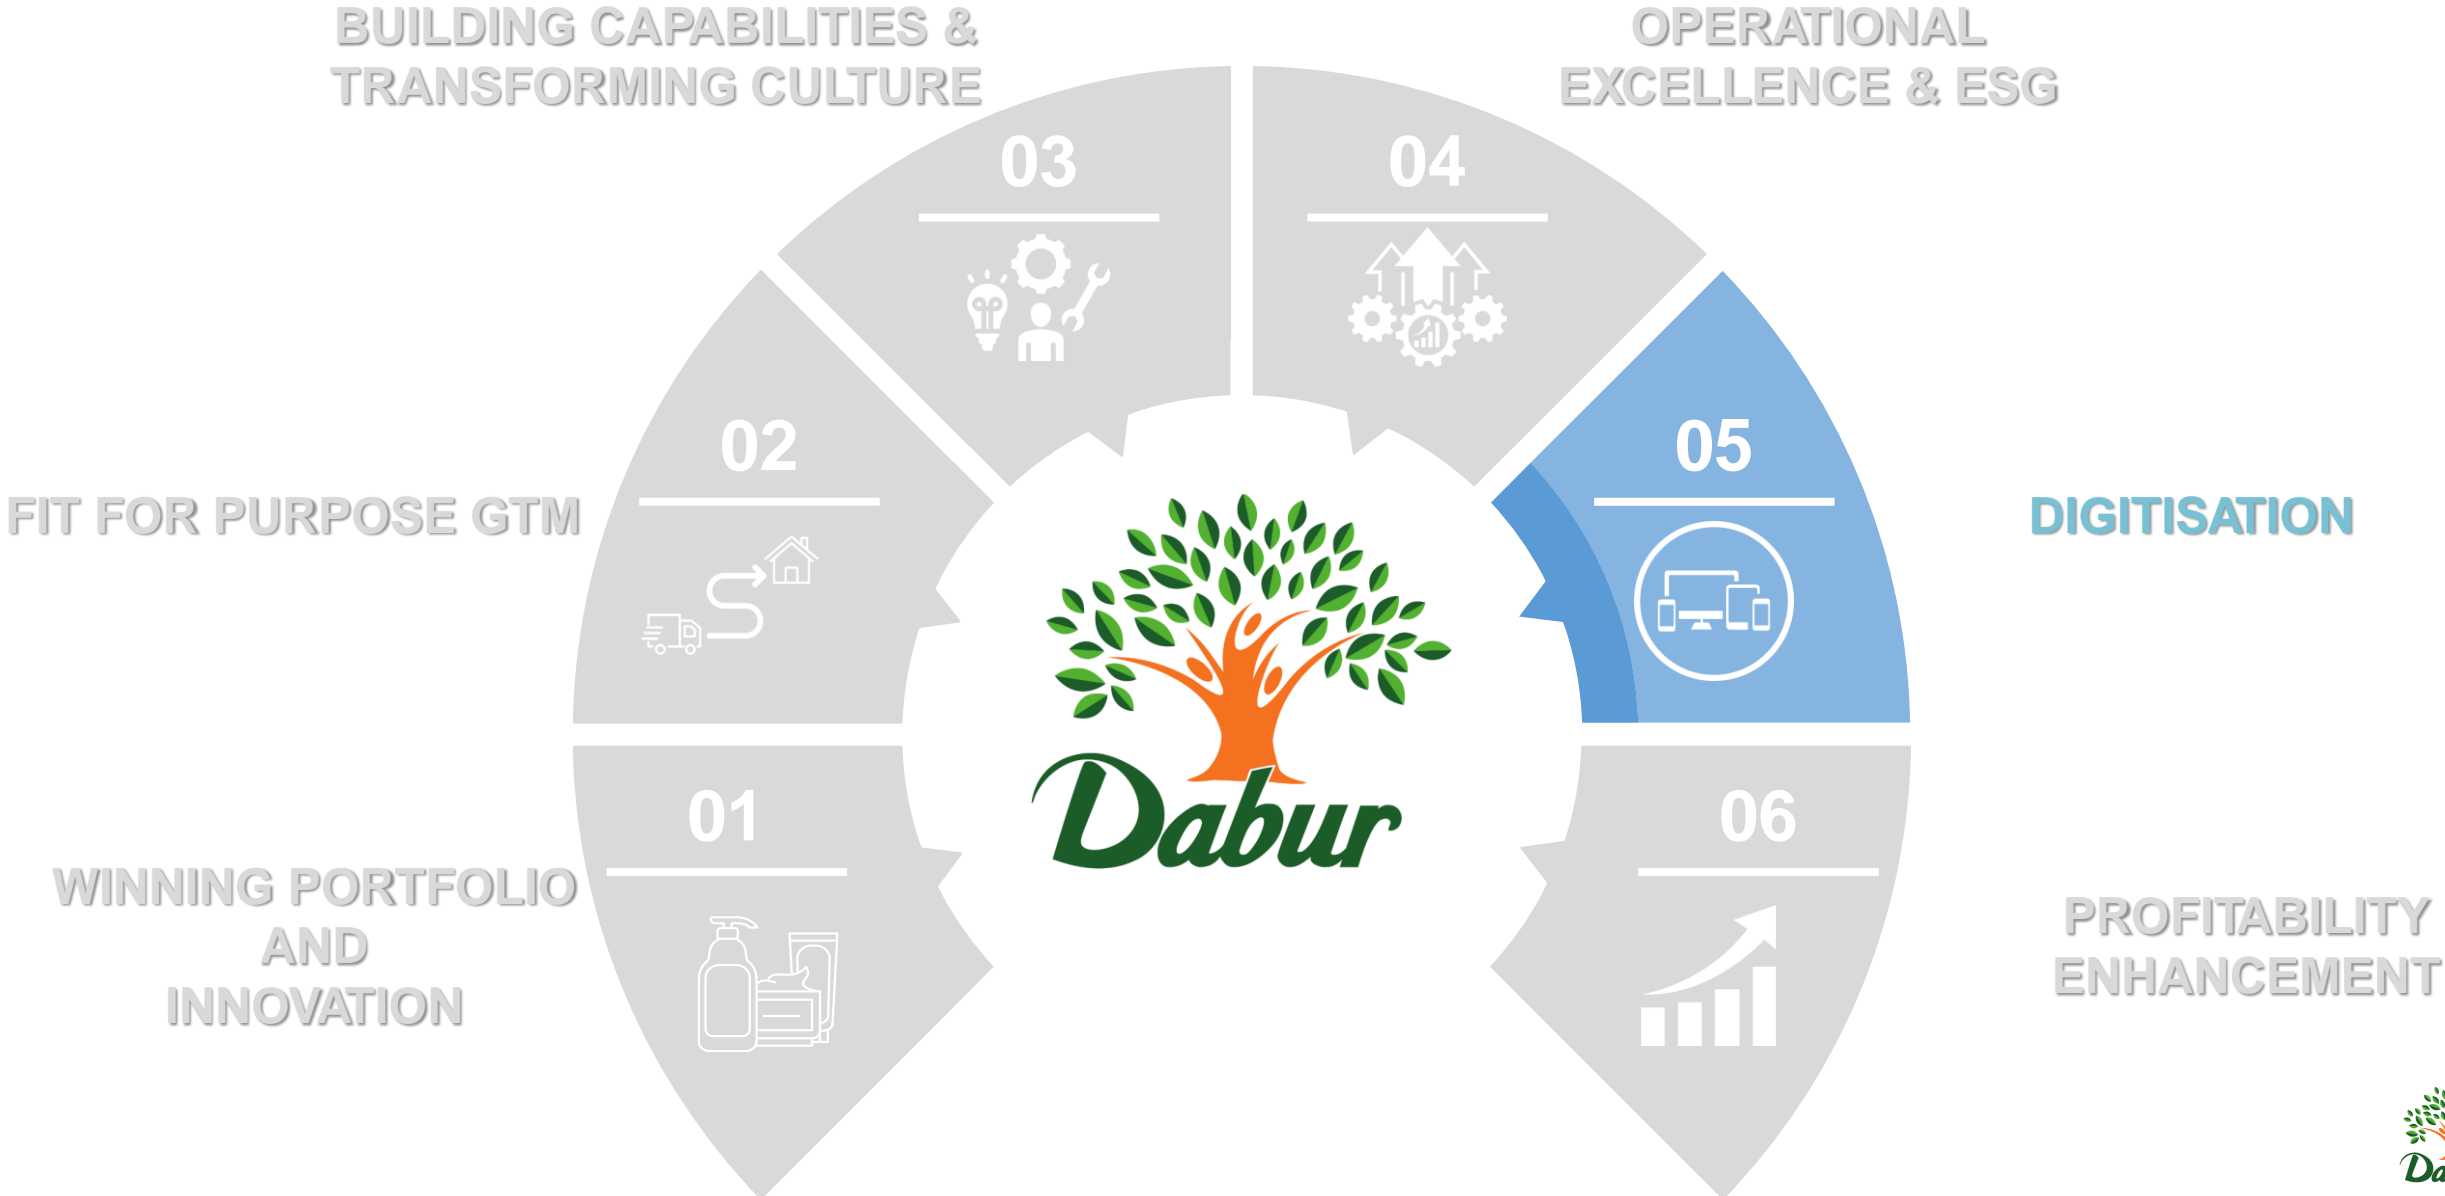 BUILDING CAPABILITIES &
TRANSFORMING CULTURE
OPERATIONAL
EXCELLENCE & ESG
03
04
02
05
FIT FOR PURPOSE GTM
DIGITISATION
01
06
WINNING PORTFOLIO
AND
INNOVATION
PROFITABILITY
ENHANCEMENT
Dabur
Da